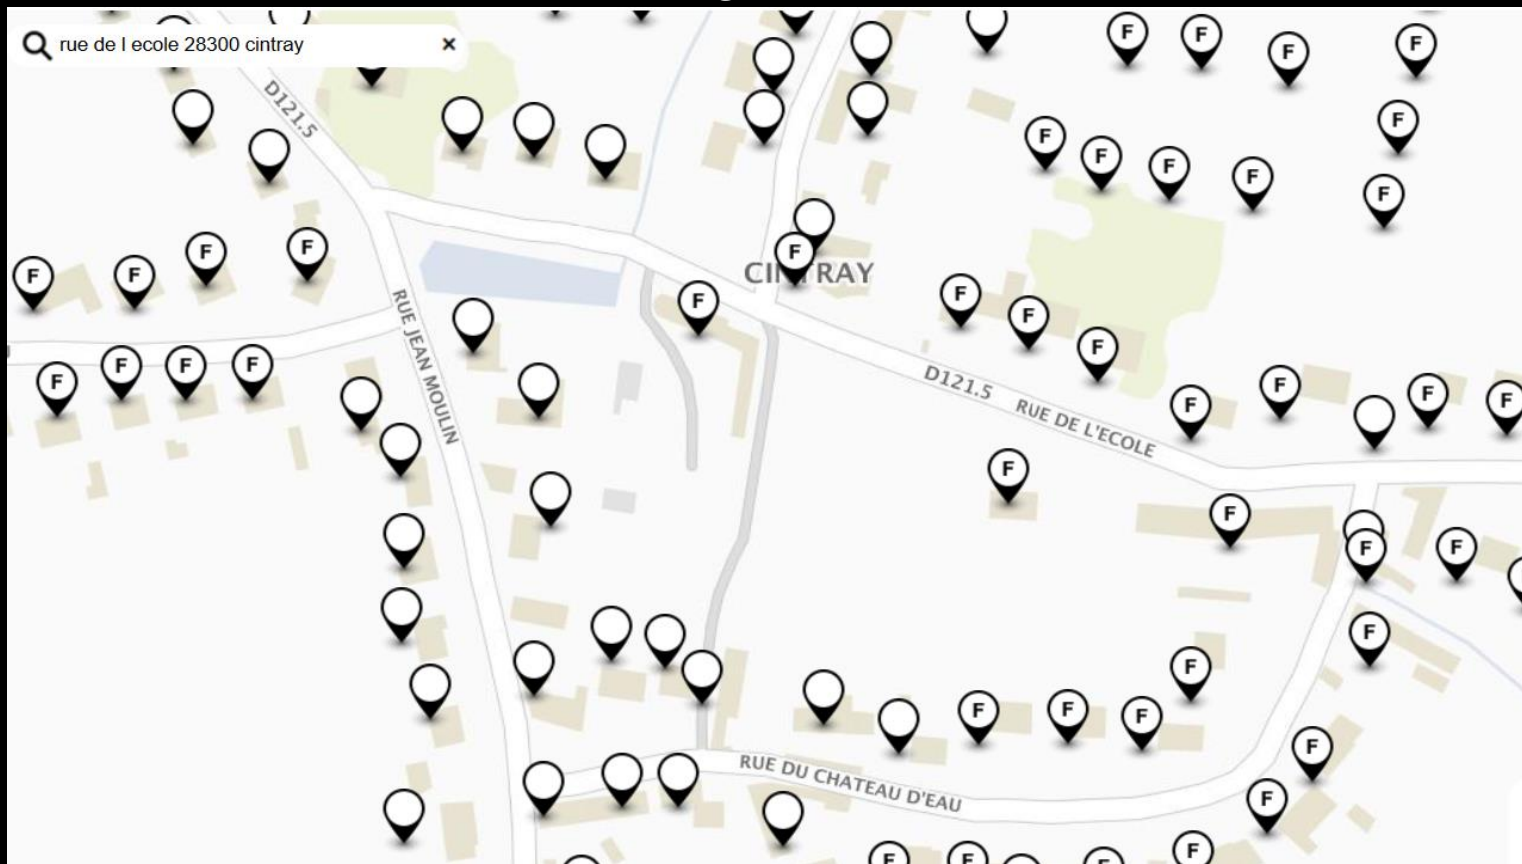 rue de l ecole 28300 cintray ×
D121.5
F F F F
F F F F F
F F
F F F F
F
CINTRAY
F F F F
F F F
F F F F
RUE JEAN MOULIN
D121.5 RUE DE L'ECOLE
F F
F F
F F
F F F
RUE DU CHATEAU D'EAU
F F
F F F F